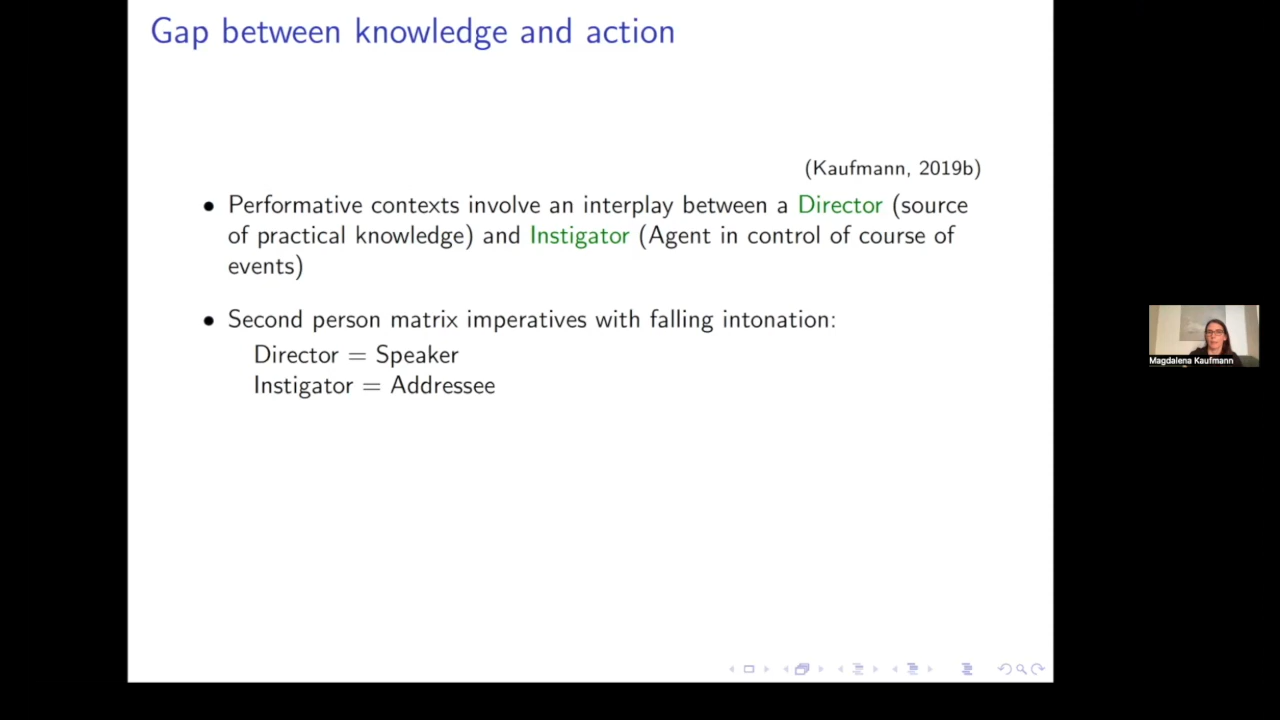 Gap between knowledge and action
(Kaufmann, 2019b)
• Performative contexts involve an interplay between a Director (source
of practical knowledge) and Instigator (Agent in control of course of
events)
• Second person matrix imperatives with falling intonation:
Director = Speaker
Instigator = Addressee
Magdalena Kaufmann